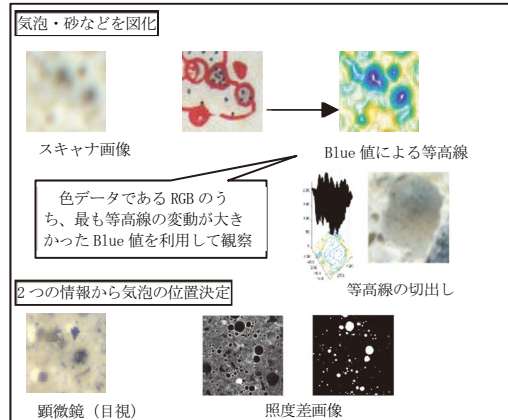 気泡・砂などを図化
スキャナ画像
Blue 値による等高線
色データである RGB のう
ち、最も等高線の変動が大き
かった Blue 値を利用して観察
等高線の切出し
2つの情報から気泡の位置決定
顕微鏡（目視）
照度差画像